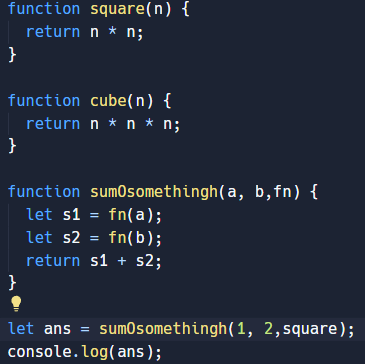 function square(n) {
  return n * n;
}
function cube(n) {
  return n * n * n;
}
function sumOsomethingh(a, b,fn) {
  let s1 = fn(a);
  let s2 = fn(b);
  return s1 + s2;
}
let ans = sumOsomethingh(1, 2,square);
console.log(ans);